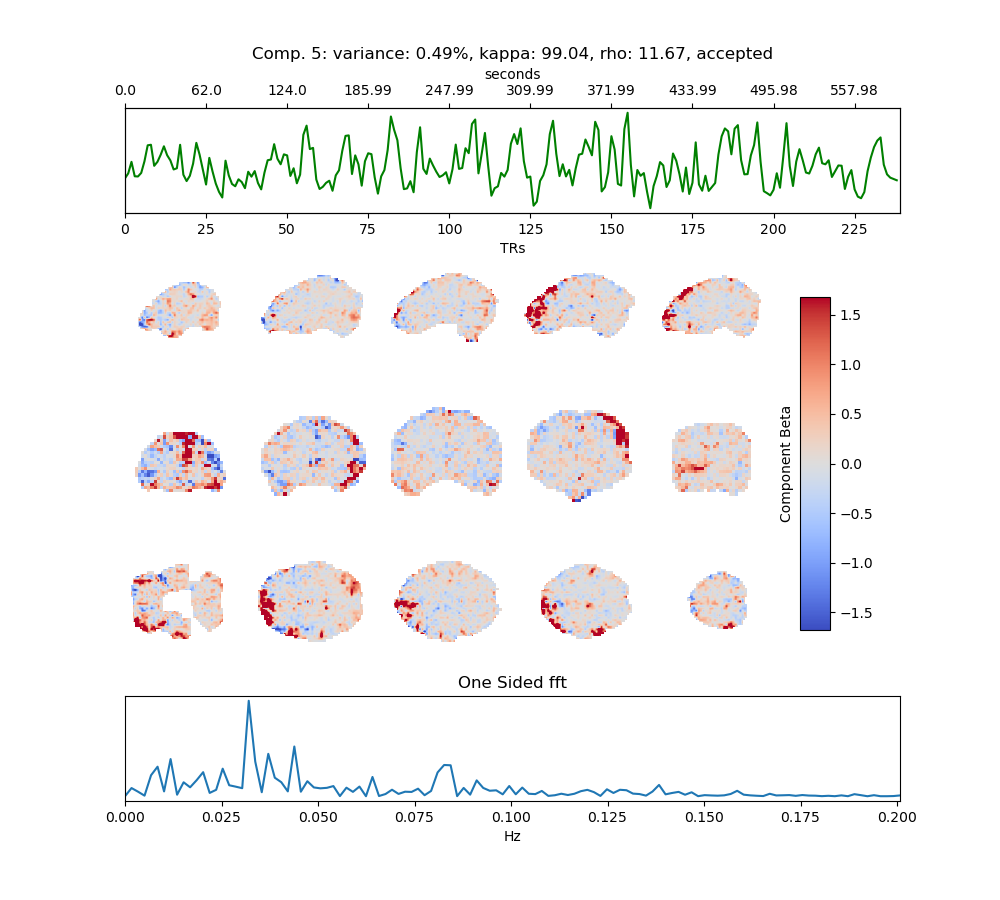 Comp. 5: variance: 0.49%, kappa: 99.04, rho: 11.67, accepted
seconds
0.0 62.0 124.0 185.99 247.99 309.99 371.99 433.99 495.98 557.98
0 25 50 75 100 125 150 175 200 225
TRs
1.5
1.0
0.5
0.0
−0.5
−1.0
−1.5
Component Beta
One Sided fft
0.000 0.025 0.050 0.075 0.100 0.125 0.150 0.175 0.200
Hz